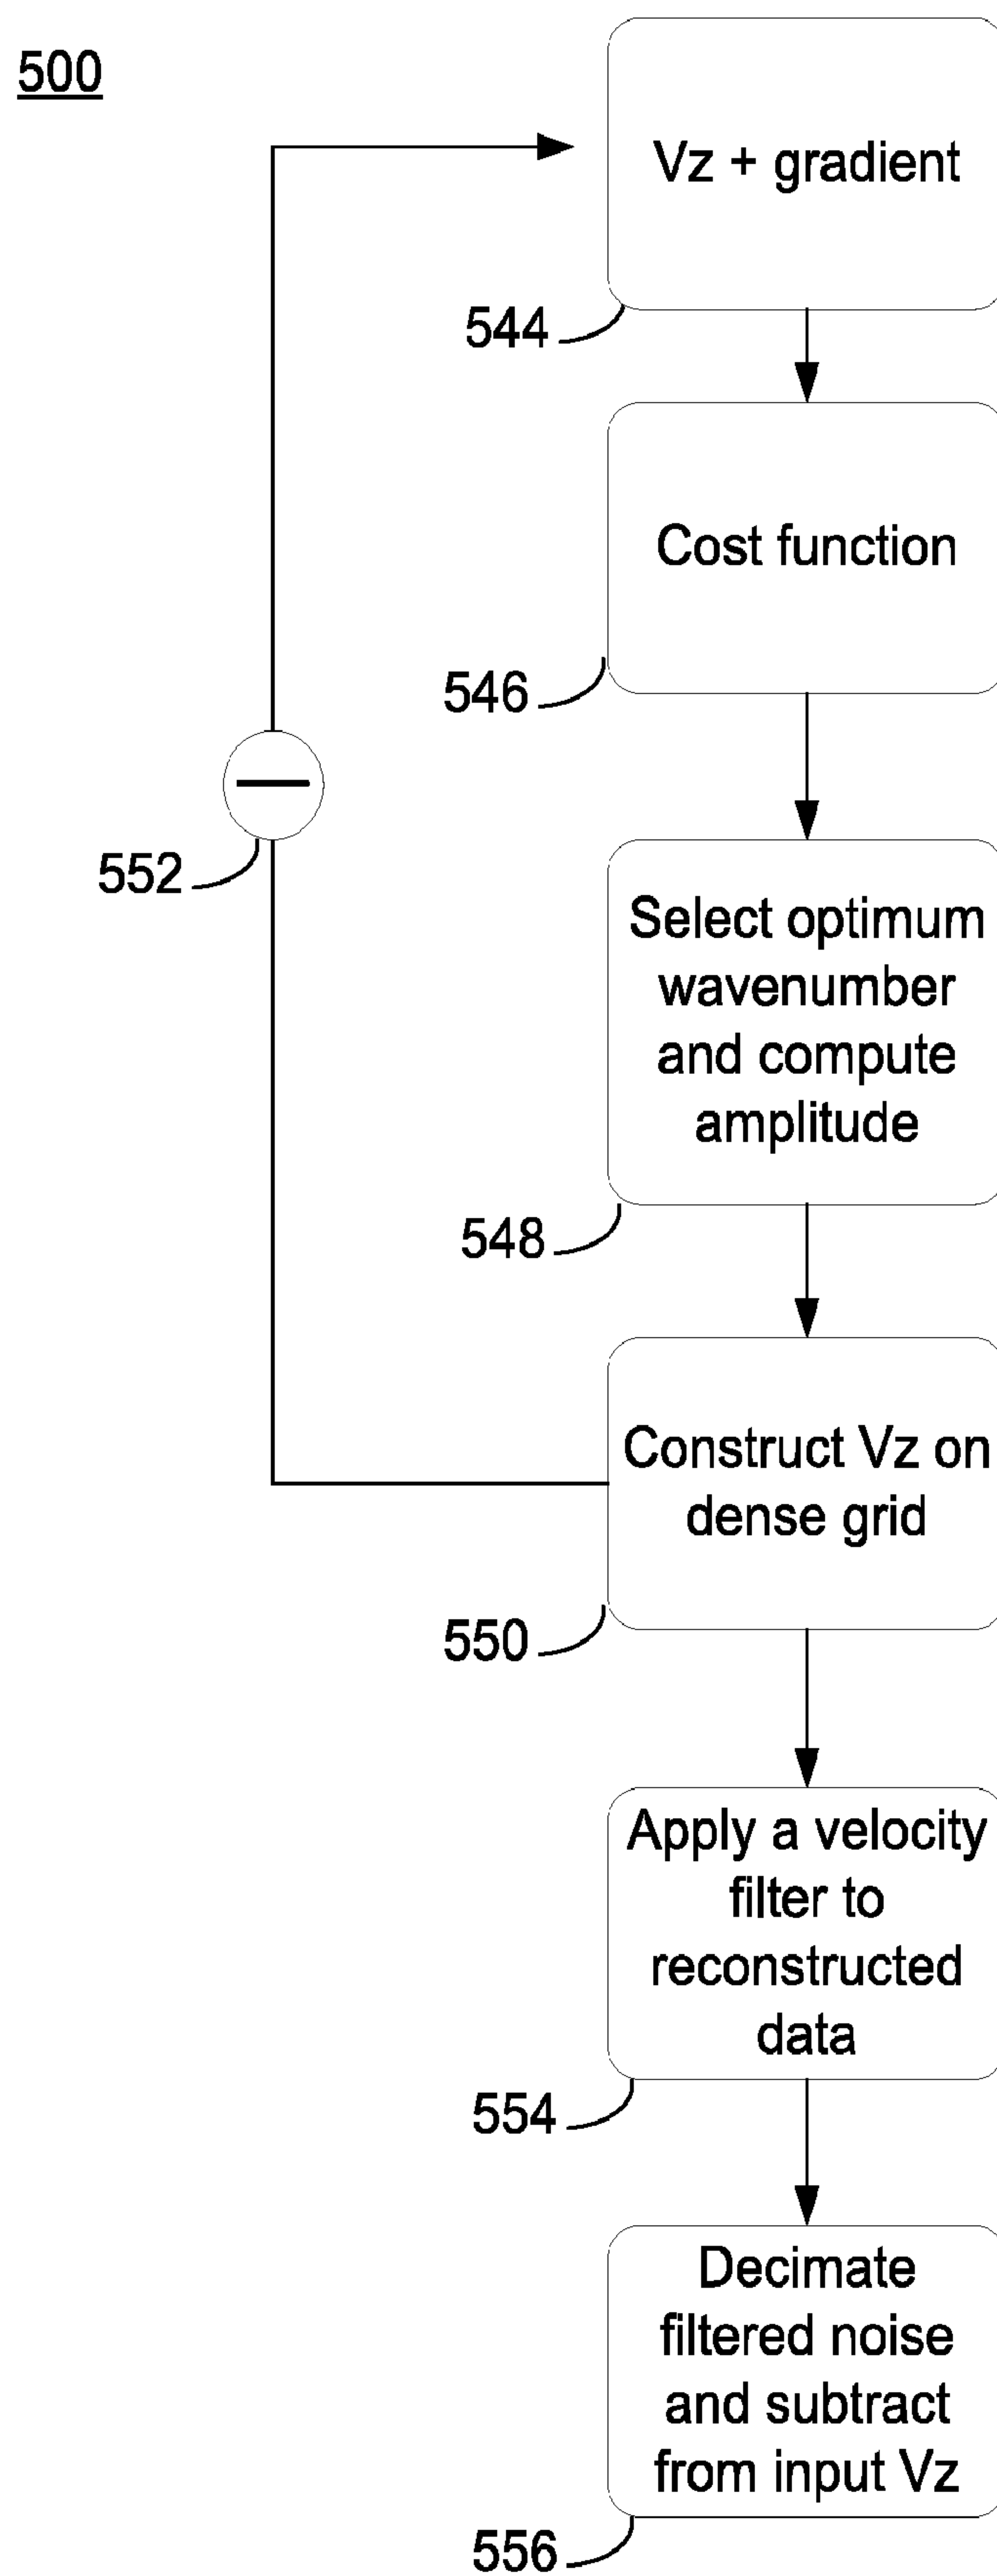 500
Vz + gradient
544
Cost function
546
552
Select optimum
wavenumber
and compute
amplitude
548
Construct Vz on
dense grid
550
Apply a velocity
filter to
reconstructed
data
554
Decimate
filtered noise
and subtract
from input Vz
556